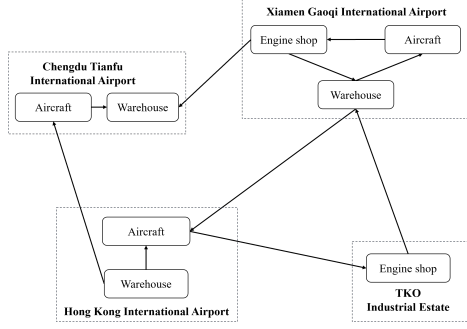 Xiamen Gaoqi International Airport
Engine shop
Aircraft
Warehouse
Chengdu Tianfu
International Airport
Aircraft
Warehouse
Aircraft
Warehouse
Hong Kong International Airport
Engine shop
TKO
Industrial Estate